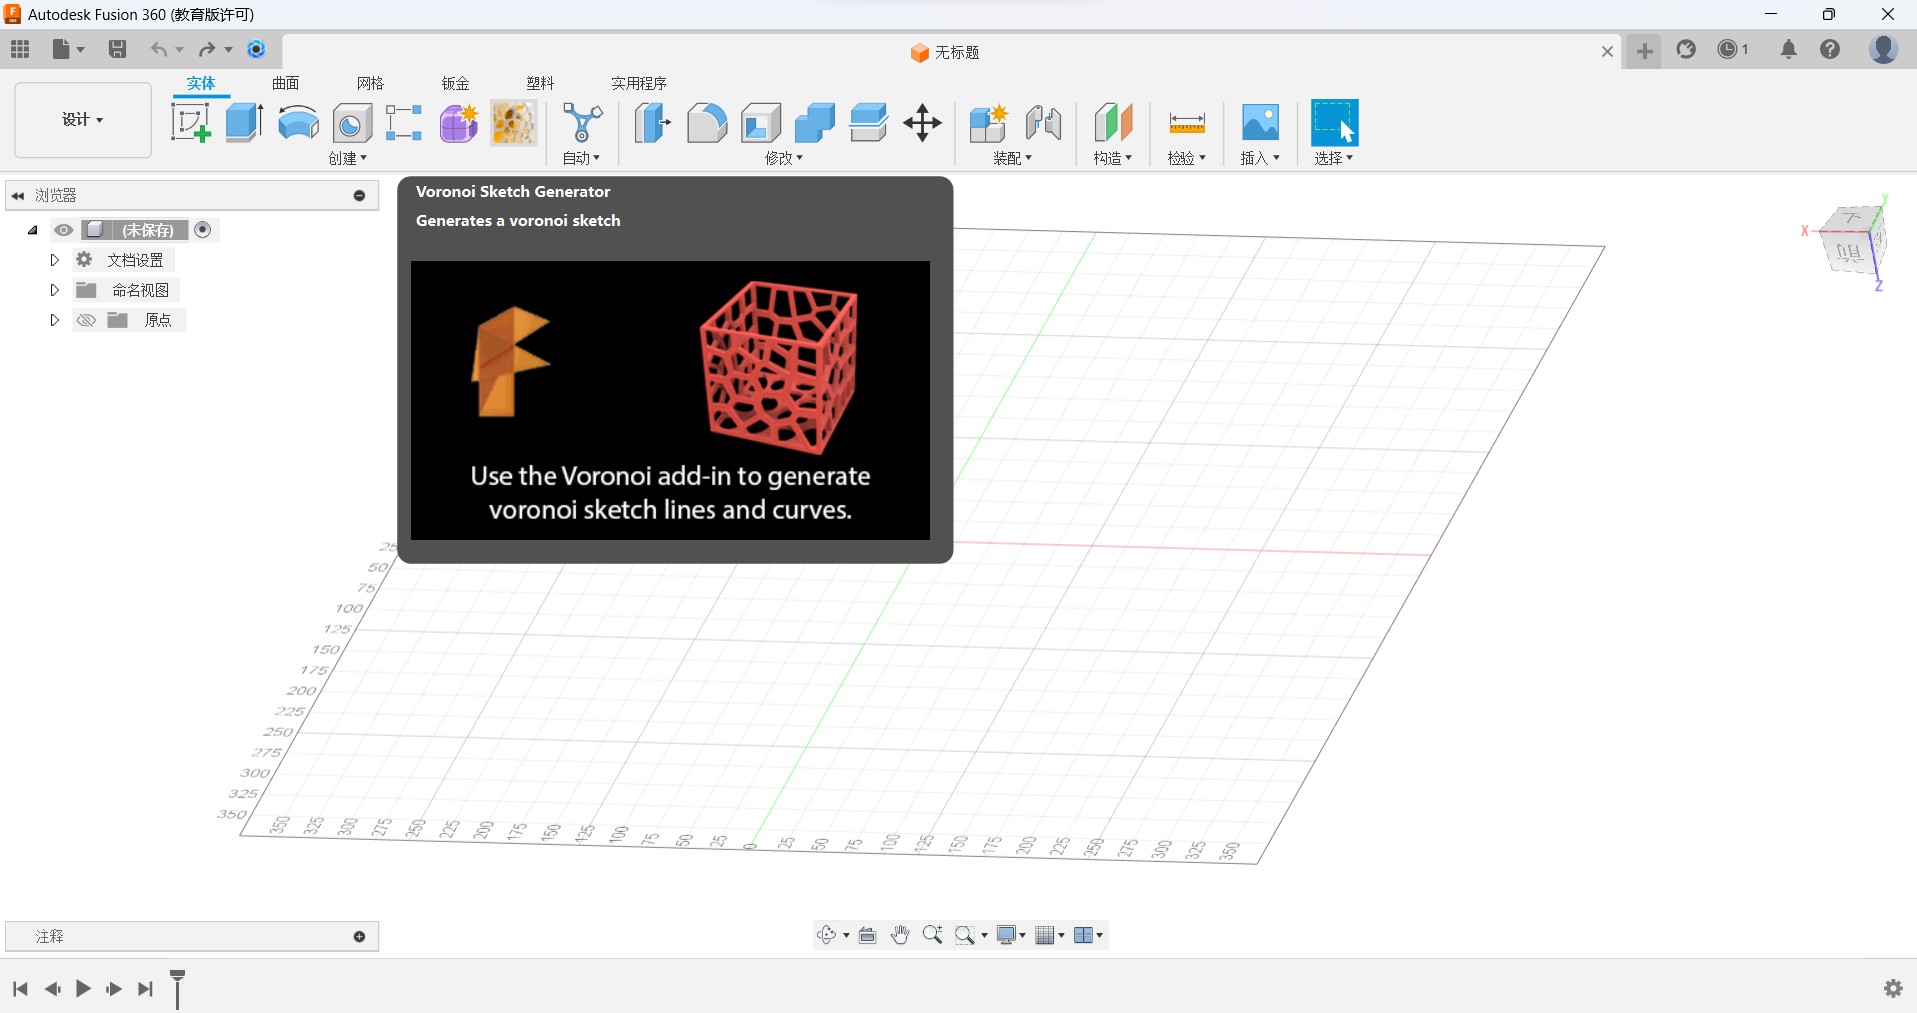 Autodesk Fusion 360 (教育版许可)
无标题
1
实体 曲面 网格 钣金 塑料 实用程序
设计
创建 自动 修改 装配 构造 检验 插入 选择
浏览器
(未保存)
文档设置
命名视图
原点
Voronoi Sketch Generator
Generates a voronoi sketch
Use the Voronoi add-in to generate
voronoi sketch lines and curves.
X
Y
Z
前
25
50
75
100
125
150
175
200
225
250
275
300
325
350
350 325 300 275 250 225 200 175 150 125 100 75 50 25 0 25 50 75 100 125 150 175 200 225 250 275 300 325 350
注释